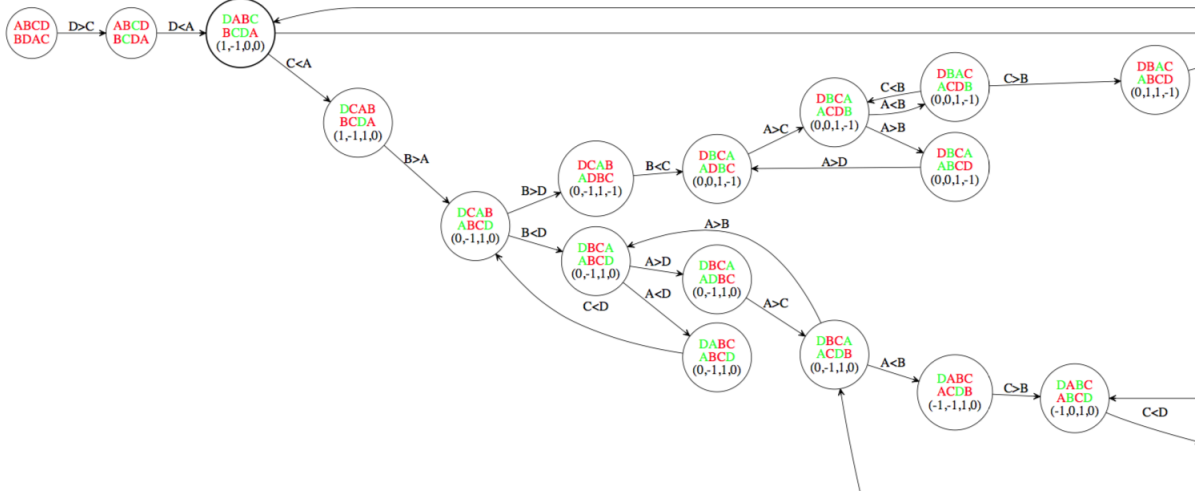 ABCD
BDAC
D>C
ABCD
BCDA
D<A
DABC
BCDA
(1,-1,0,0)
C<A
DCAB
BCDA
(1,-1,1,0)
B>A
DCAB
ABCD
(0,-1,1,0)
B>D
DCAB
ADBC
(0,-1,1,-1)
B<C
DBCA
ADBC
(0,0,1,-1)
A>C
DBCA
ACDB
(0,0,1,-1)
C<B
A<B
DBAC
ACDB
(0,0,1,-1)
C>B
DBAC
ABCD
(0,1,1,-1)
A>B
DBCA
ABCD
(0,0,1,-1)
A>D
B<D
DBCA
ABCD
(0,-1,1,0)
A>B
A>D
DBCA
ADBC
(0,-1,1,0)
A<D
C<D
DABC
ABCD
(0,-1,1,0)
A>C
DBCA
ACDB
(0,-1,1,0)
A<B
DABC
ACDB
(-1,-1,1,0)
C>B
DABC
ABCD
(-1,0,1,0)
C<D